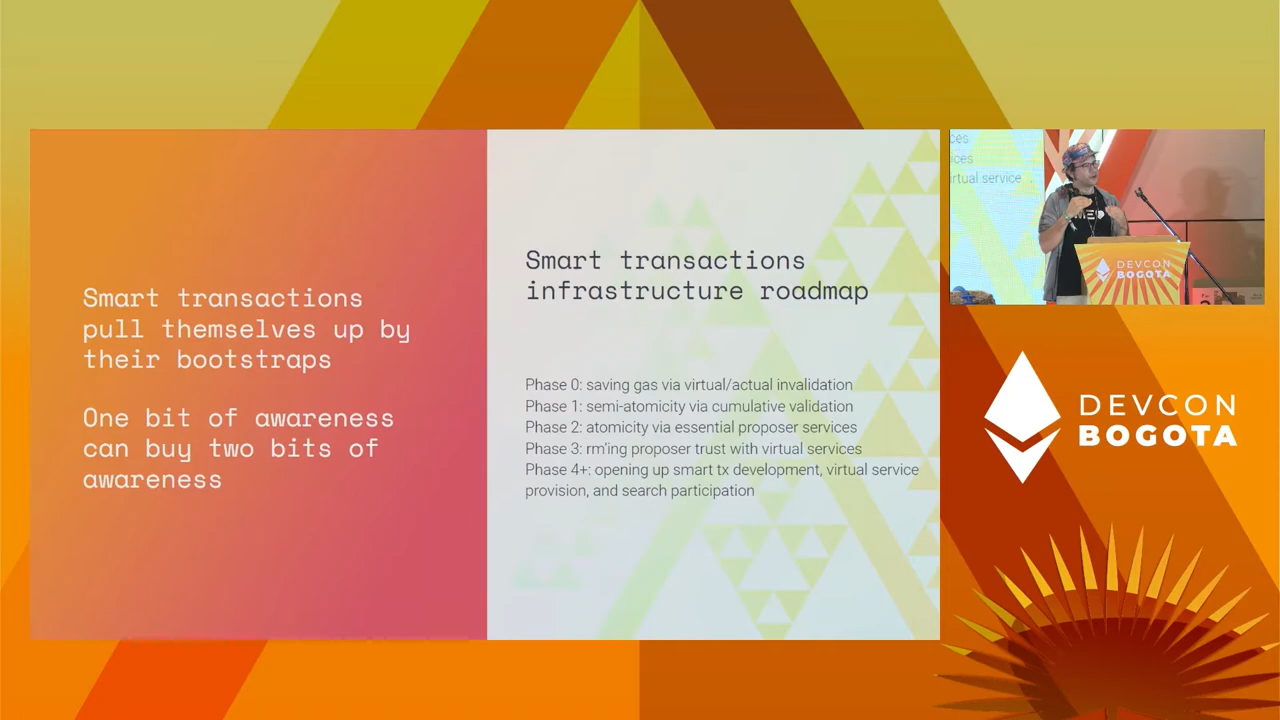 Smart transactions
pull themselves up by
their bootstraps
One bit of awareness
can buy two bits of
awareness
Smart transactions
infrastructure roadmap
Phase 0: saving gas via virtual/actual invalidation
Phase 1: semi-atomicity via cumulative validation
Phase 2: atomicity via essential proposer services
Phase 3: rm'ing proposer trust with virtual services
Phase 4+: opening up smart tx development, virtual service
provision, and search participation
ces
ices
irtual service
DEVCON
BOGOTA
DEVCON
BOGOTA